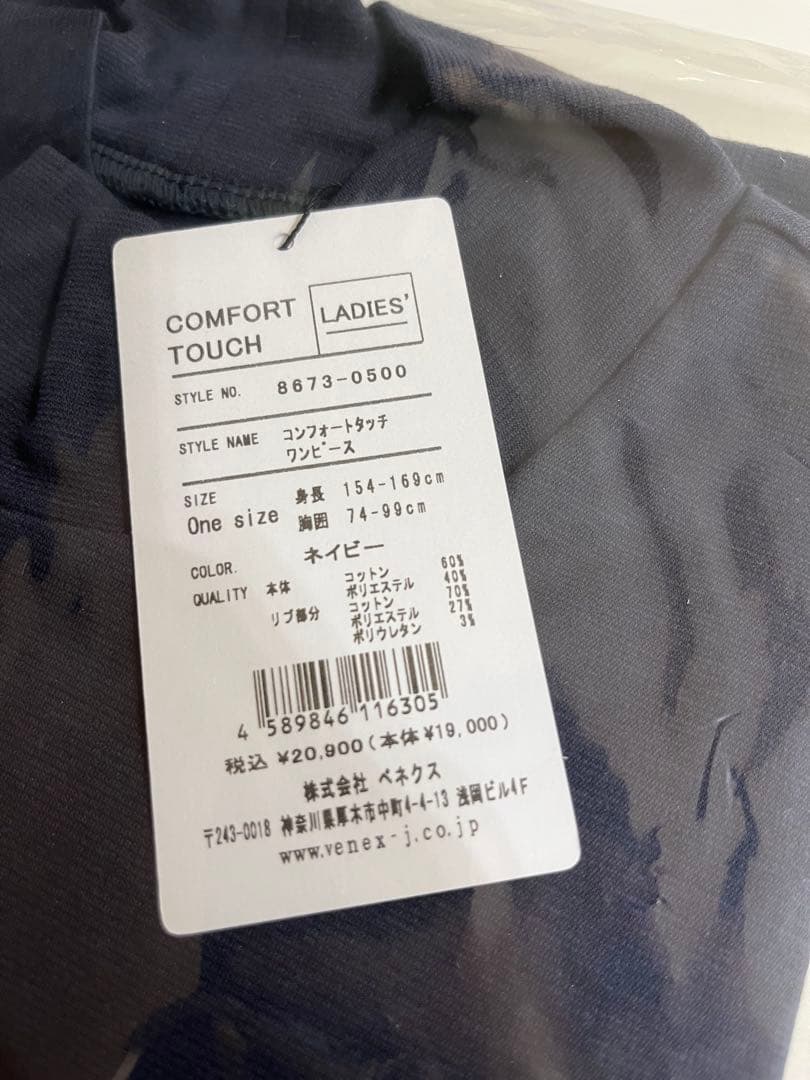 COMFORT TOUCH
LADIES'
STYLE NO. 8673-0500
STYLE NAME コンフォートタッチ
ワンピース
SIZE 身長 154-169cm
One size 胸囲 74-99cm
COLOR. ネイビー
QUALITY 本体 コットン 60%
ポリエステル 40%
リブ部分 コットン 70%
ポリエステル 27%
ポリウレタン 3%
4 589846 116305
税込 ¥20,900(本体¥19,000)
株式会社 ベネクス
〒243-0018 神奈川県厚木市中町4-4-13 浅岡ビル4F
www.venex-j.co.jp